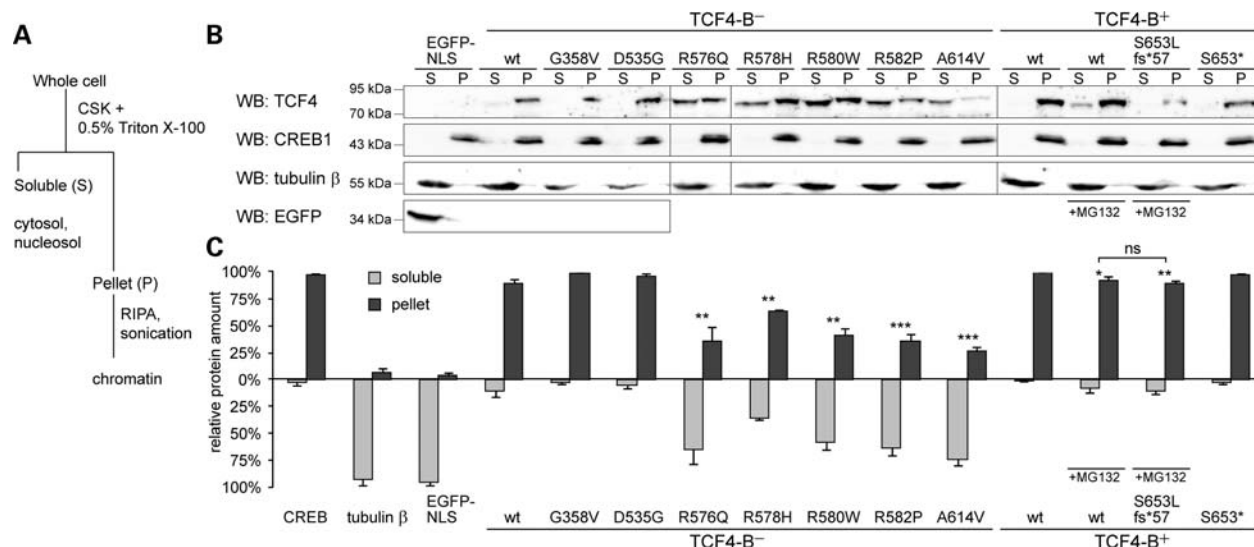 A
Whole cell
CSK +
0.5% Triton X-100
Soluble (S)
cytosol,
nucleosol
Pellet (P)
RIPA,
sonication
chromatin
B
TCF4-B⁻ TCF4-B⁺
EGFP-
NLS wt G358V D535G R576Q R578H R580W R582P A614V wt wt S653L
fs*57 S653*
S P S P S P S P S P S P S P S P S P S P S P S P S P
WB: TCF4
95 kDa
70 kDa
WB: CREB1
43 kDa
WB: tubulin β
55 kDa
WB: EGFP
34 kDa
+MG132 +MG132
C
relative protein amount
100%
75%
50%
25%
0%
25%
50%
75%
100%
soluble
pellet
** ** ** *** *** * **
ns
+MG132 +MG132
CREB tubulin β EGFP-
NLS wt G358V D535G R576Q R578H R580W R582P A614V wt wt S653L
fs*57 S653*
TCF4-B⁻ TCF4-B⁺